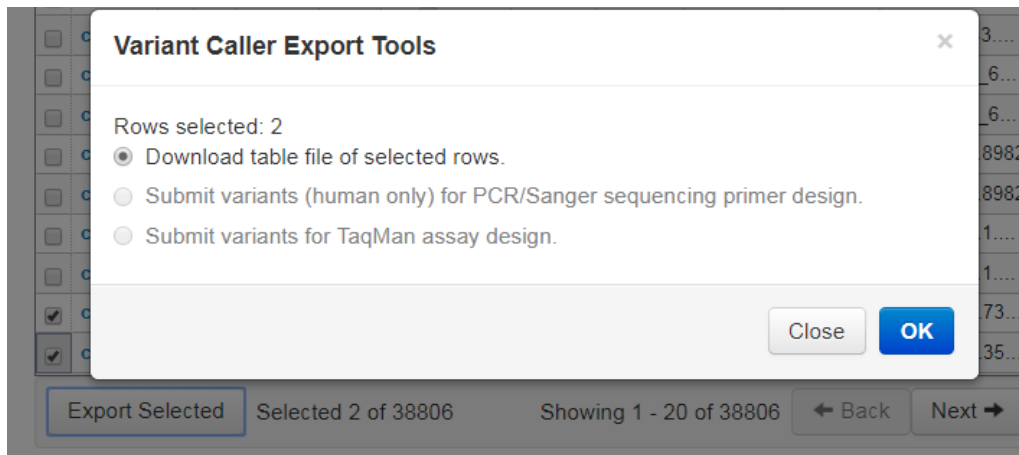 Variant Caller Export Tools
×
Rows selected: 2
Download table file of selected rows.
Submit variants (human only) for PCR/Sanger sequencing primer design.
Submit variants for TaqMan assay design.
Close OK
Export Selected Selected 2 of 38806 Showing 1 - 20 of 38806 Back Next